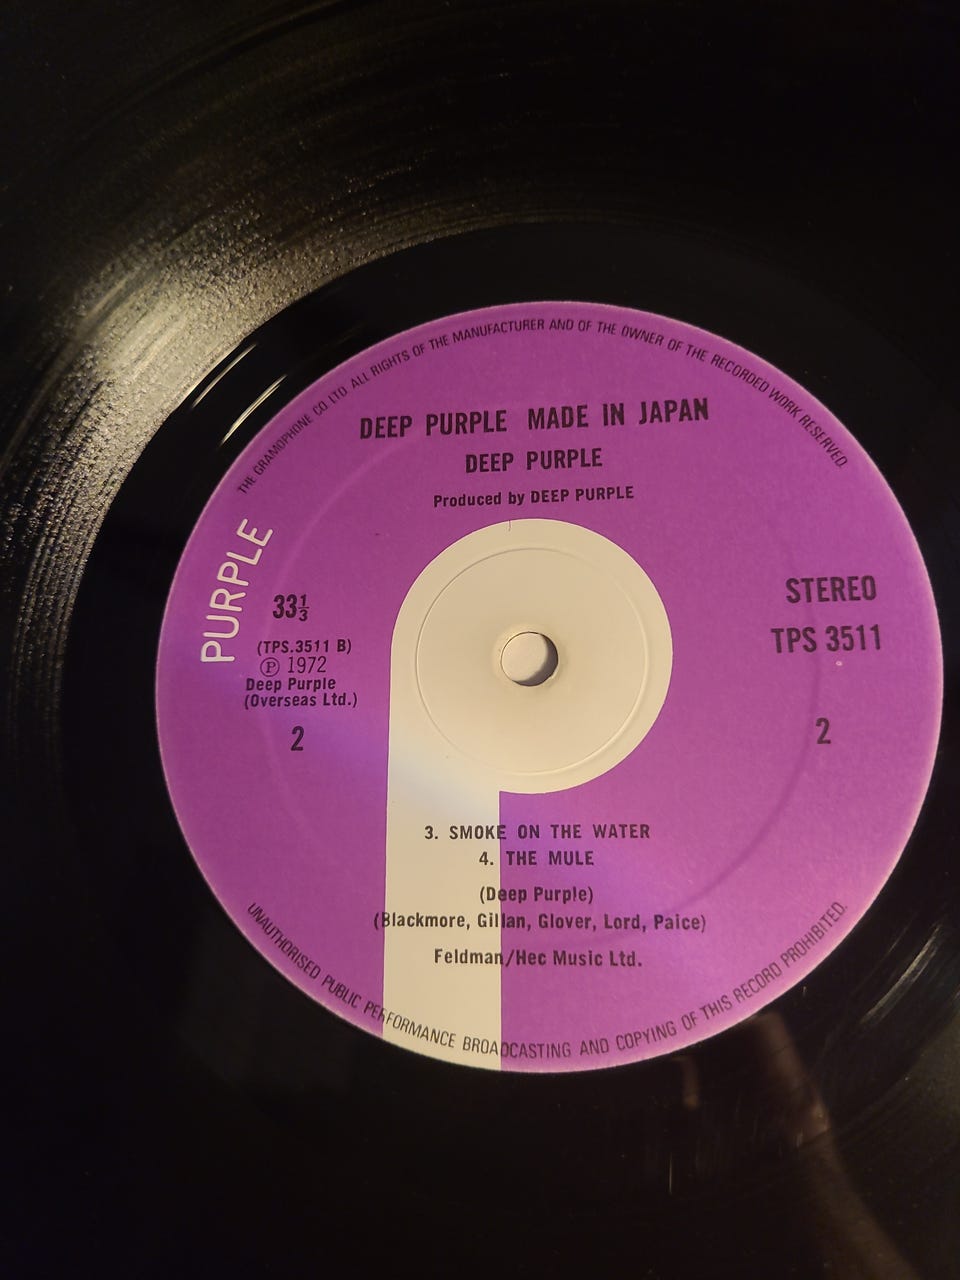 THE GRAMOPHONE CO LTD. ALL RIGHTS OF THE MANUFACTURER AND OF THE OWNER OF THE RECORDED WORK RESERVED.
DEEP PURPLE MADE IN JAPAN
DEEP PURPLE
Produced by DEEP PURPLE
PURPLE
33⅓
(TPS.3511 B)
Ⓟ 1972
Deep Purple
(Overseas Ltd.)
2
STEREO
TPS 3511
2
3. SMOKE ON THE WATER
4. THE MULE
(Deep Purple)
(Blackmore, Gillan, Glover, Lord, Paice)
Feldman/Hec Music Ltd.
UNAUTHORISED PUBLIC PERFORMANCE BROADCASTING AND COPYING OF THIS RECORD PROHIBITED.